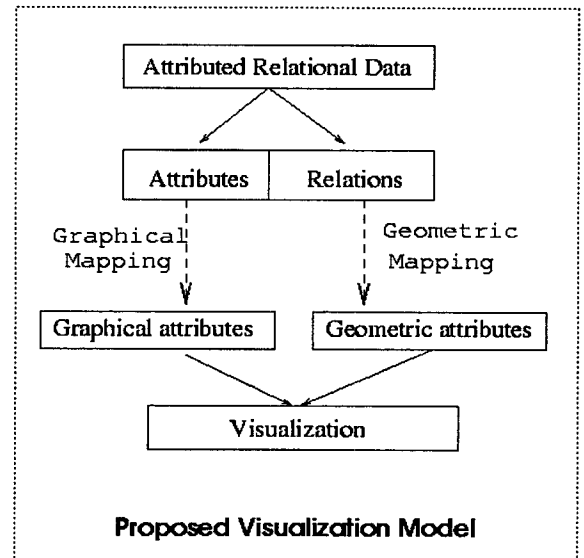 Attributed Relational Data
Attributes Relations
Graphical Mapping
Geometric Mapping
Graphical attributes Geometric attributes
Visualization
Proposed Visualization Model